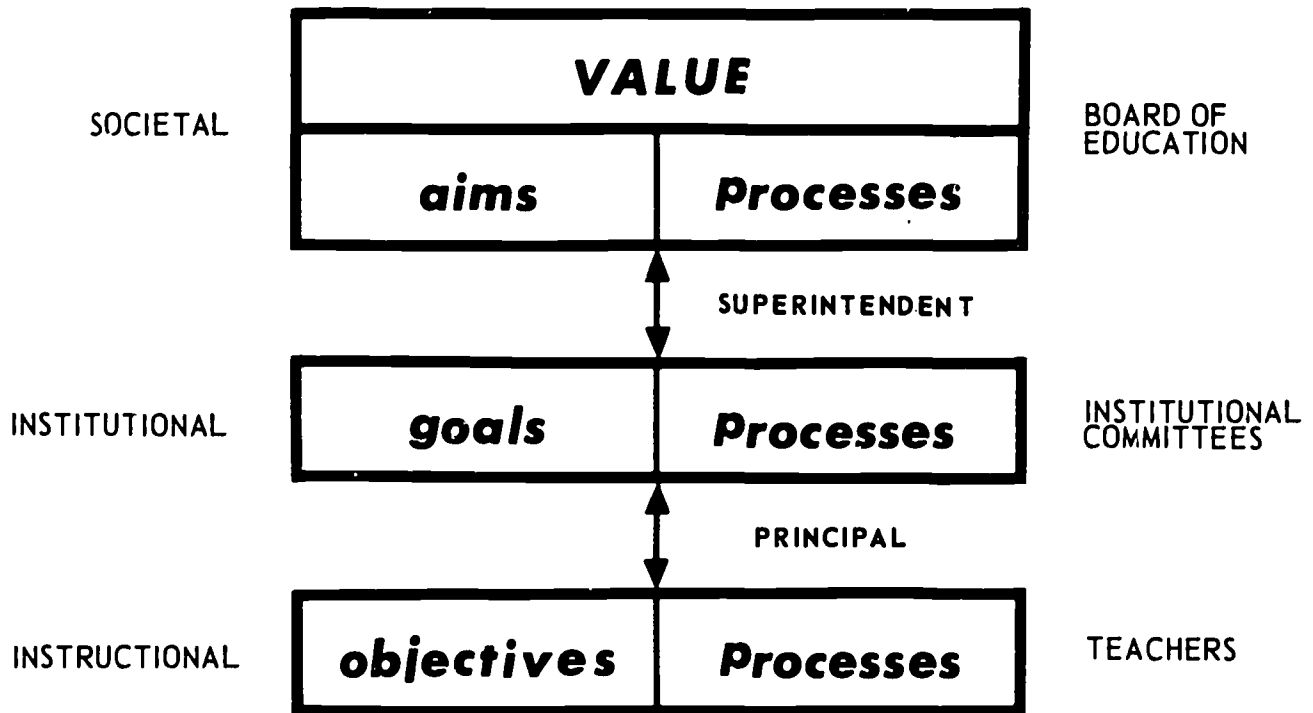 VALUE
SOCIETAL
BOARD OF
EDUCATION
aims
Processes
SUPERINTENDENT
INSTITUTIONAL
goals
Processes
INSTITUTIONAL
COMMITTEES
PRINCIPAL
INSTRUCTIONAL
objectives
Processes
TEACHERS